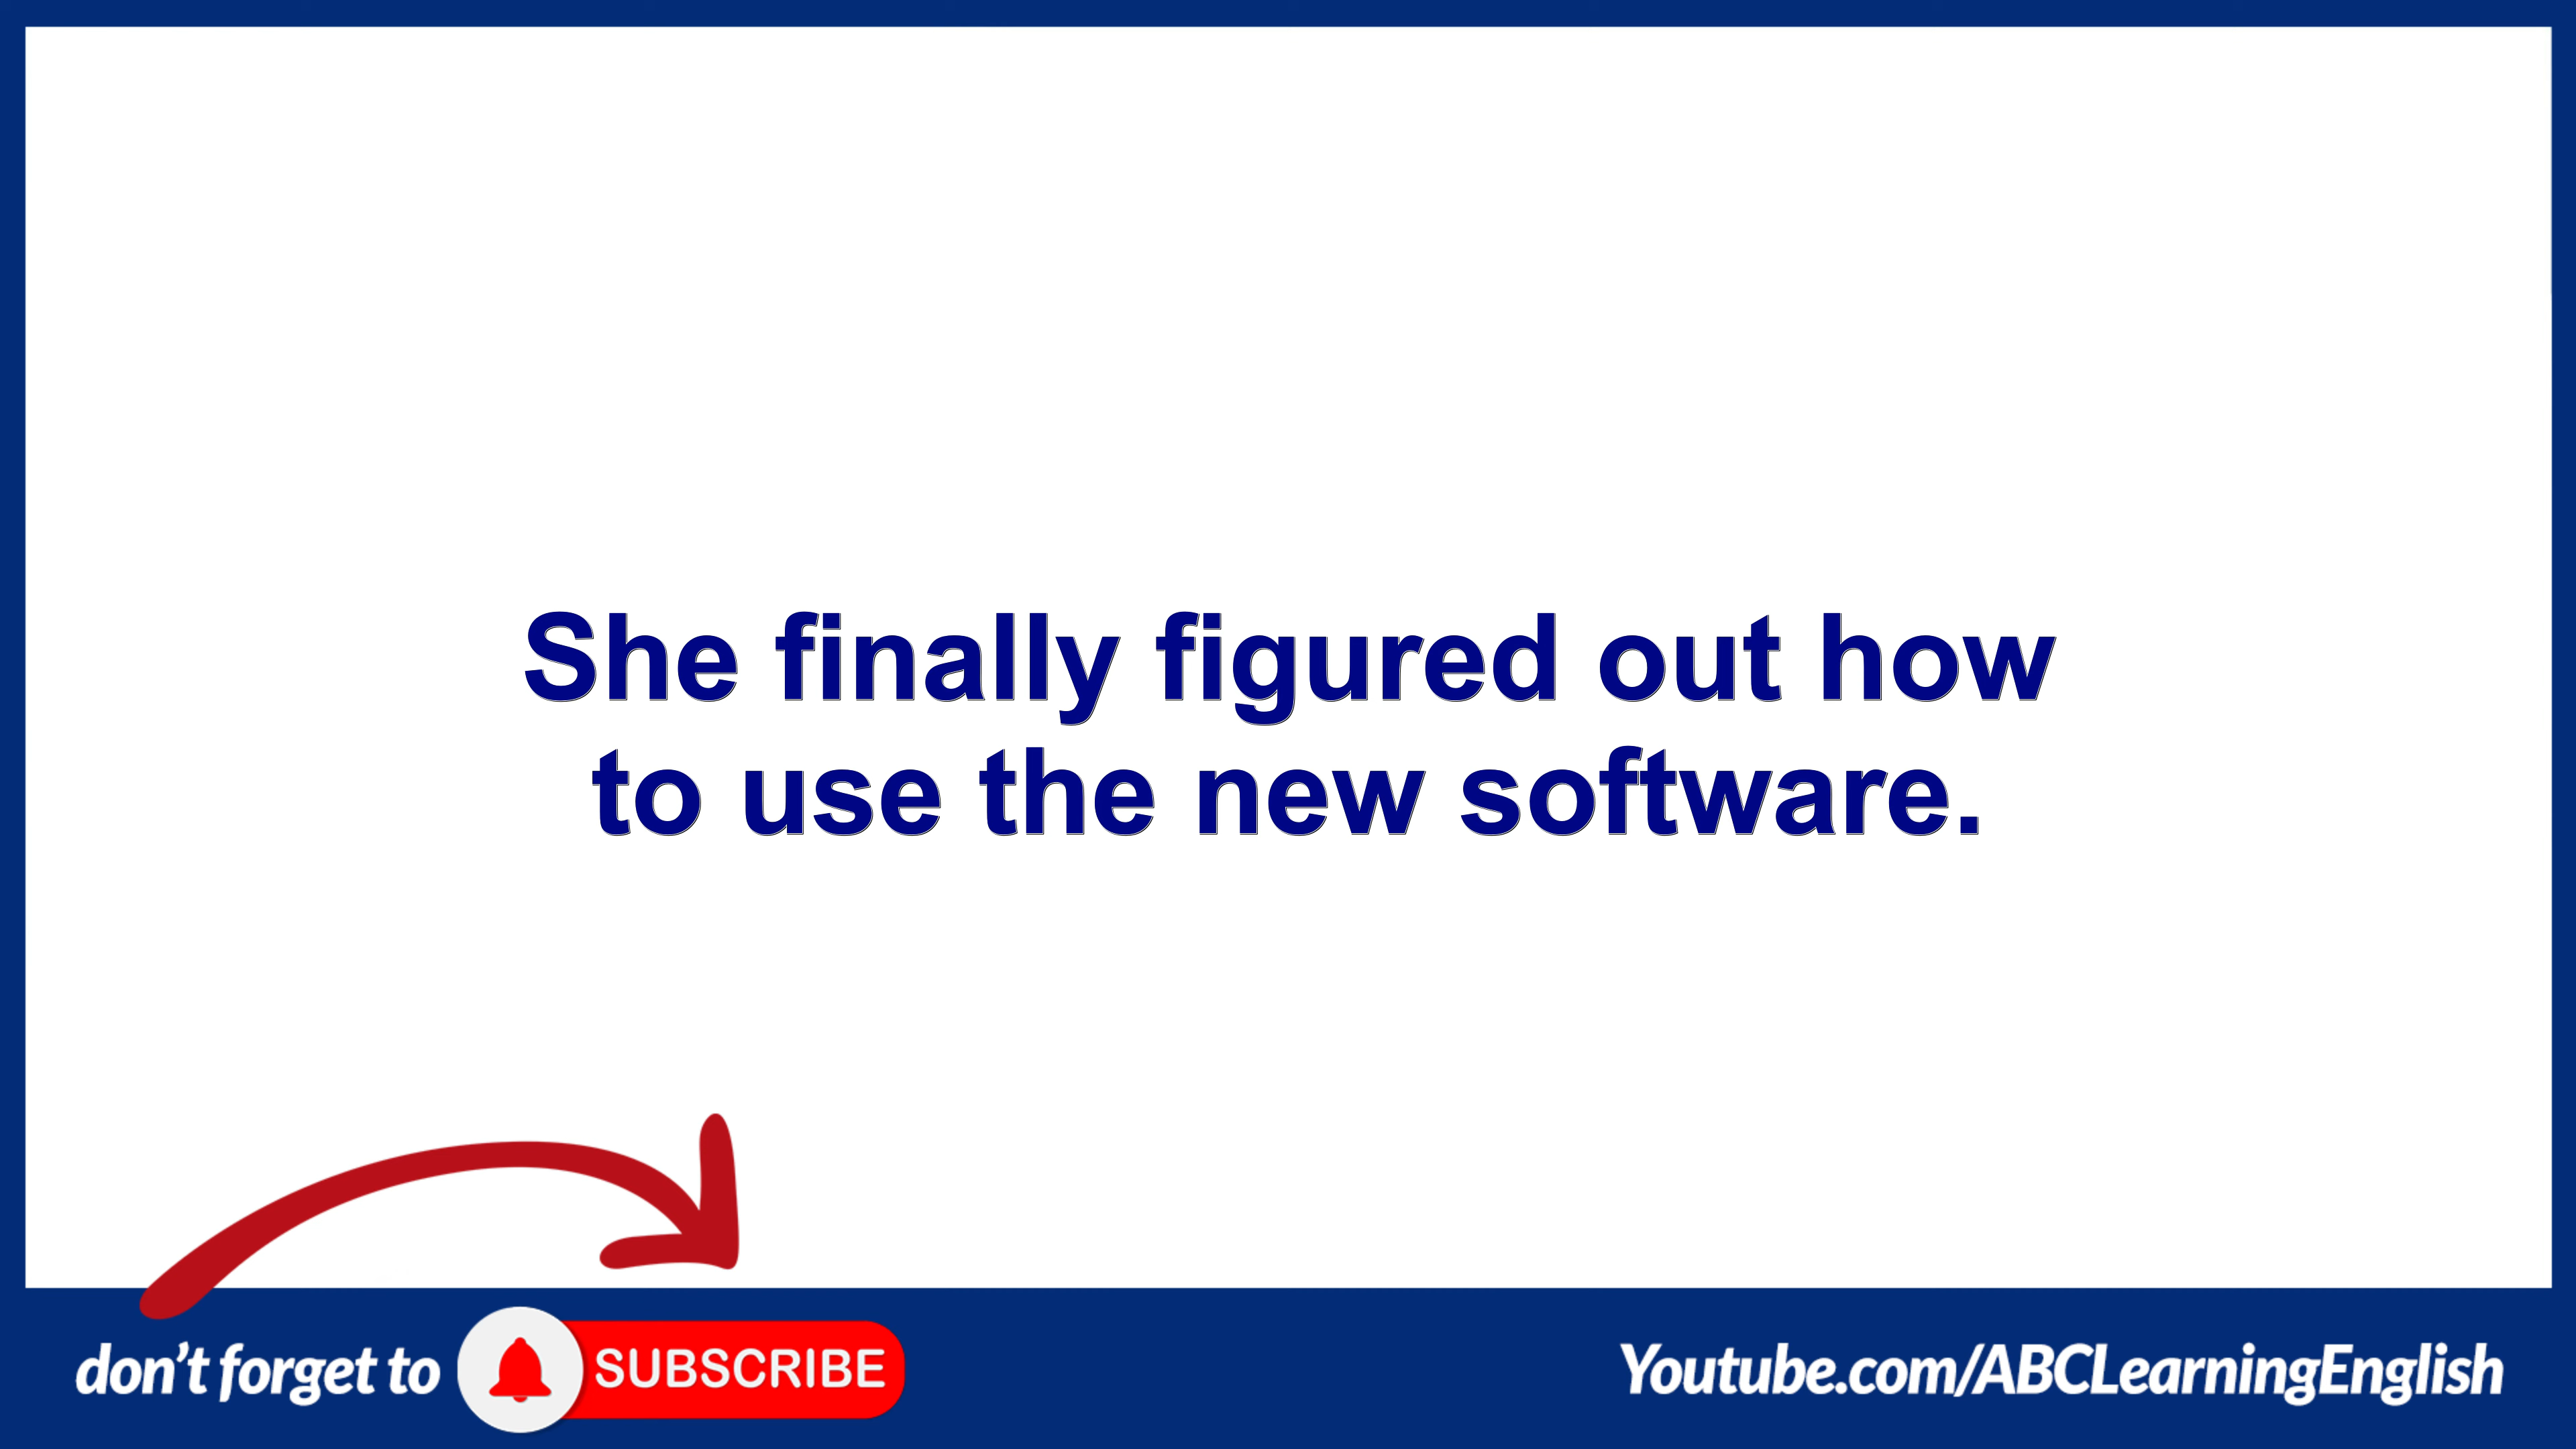 She finally figured out how
to use the new software.
don't forget to SUBSCRIBE
Youtube.com/ABCLearningEnglish